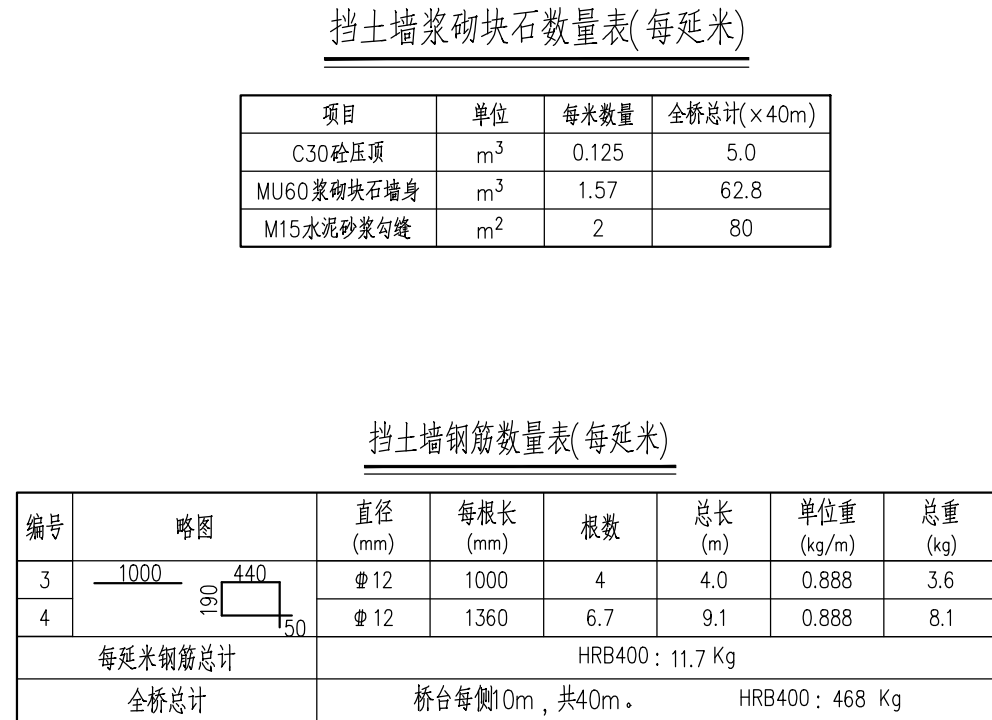 挡土墙浆砌块石数量表(每延米)
项目 单位 每米数量 全桥总计(×40m)
C30砼压顶 m³ 0.125 5.0
MU60浆砌块石墙身 m³ 1.57 62.8
M15水泥砂浆勾缝 m² 2 80
挡土墙钢筋数量表(每延米)
编号 略图 直径(mm) 每根长(mm) 根数 总长(m) 单位重(kg/m) 总重(kg)
3 1000 Φ12 1000 4 4.0 0.888 3.6
4 440 190 50 Φ12 1360 6.7 9.1 0.888 8.1
每延米钢筋总计 HRB400：11.7 Kg
全桥总计 桥台每侧10m，共40m。 HRB400：468 Kg